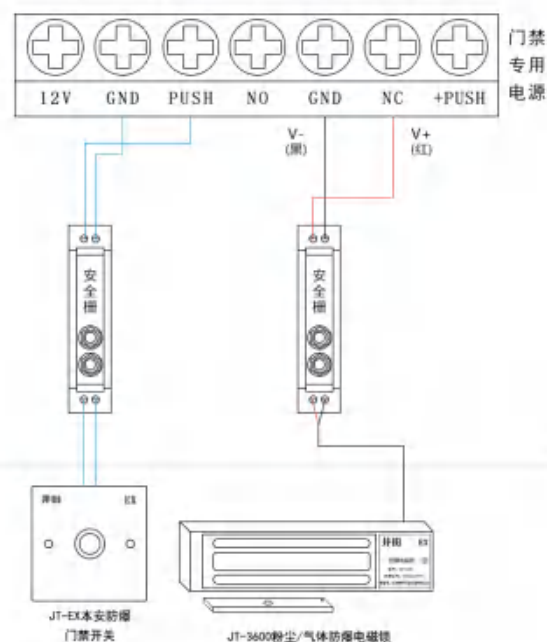 门禁
专用
电源
12V GND PUSH NO GND NC +PUSH
V-
(黑)
V+
(红)
安全栅
安全栅
EX
井田 EX
JT-EX本安防爆
门禁开关
JT-3600粉尘/气体防爆电磁锁